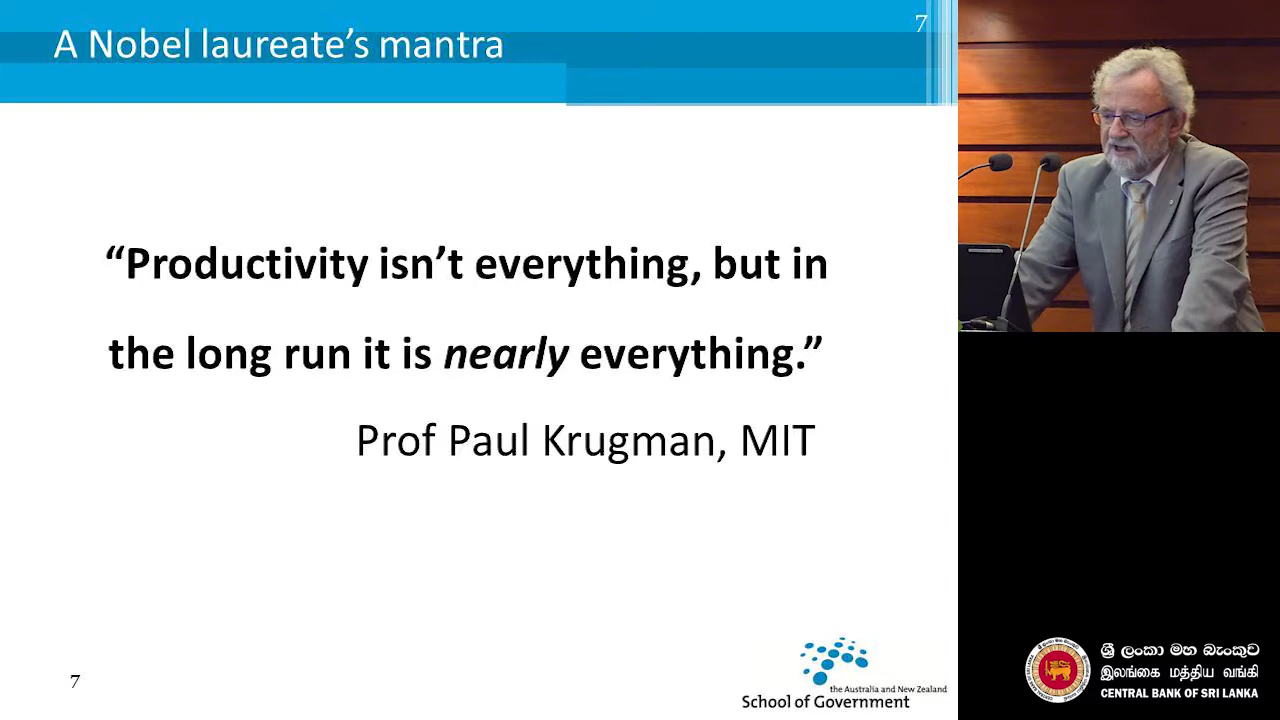 A Nobel laureate’s mantra
7
“Productivity isn’t everything, but in
the long run it is nearly everything.”
Prof Paul Krugman, MIT
7
the Australia and New Zealand
School of Government
ශ්‍රී ලංකා මහ බැංකුව
இலங்கை மத்திய வங்கி
CENTRAL BANK OF SRI LANKA